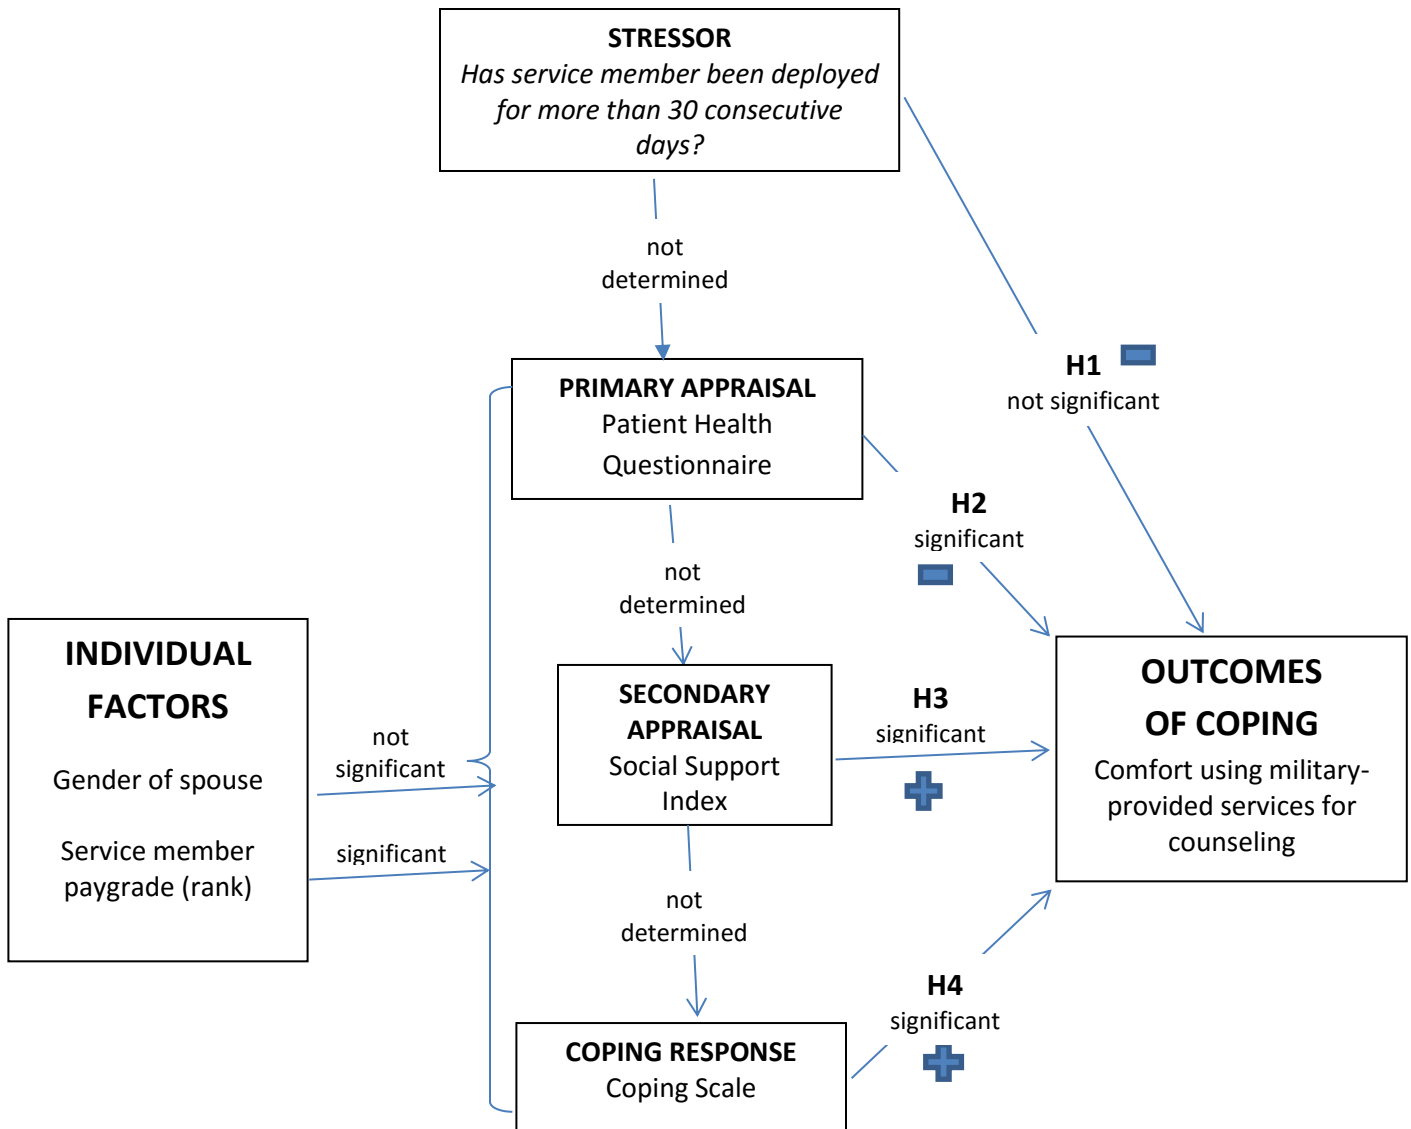 STRESSOR
Has service member been deployed
for more than 30 consecutive
days?
not
determined
PRIMARY APPRAISAL
Patient Health
Questionnaire
H1
not significant
H2
significant
not
determined
INDIVIDUAL
FACTORS
Gender of spouse
Service member
paygrade (rank)
not
significant
significant
SECONDARY
APPRAISAL
Social Support
Index
H3
significant
OUTCOMES
OF COPING
Comfort using military-
provided services for
counseling
not
determined
H4
significant
COPING RESPONSE
Coping Scale